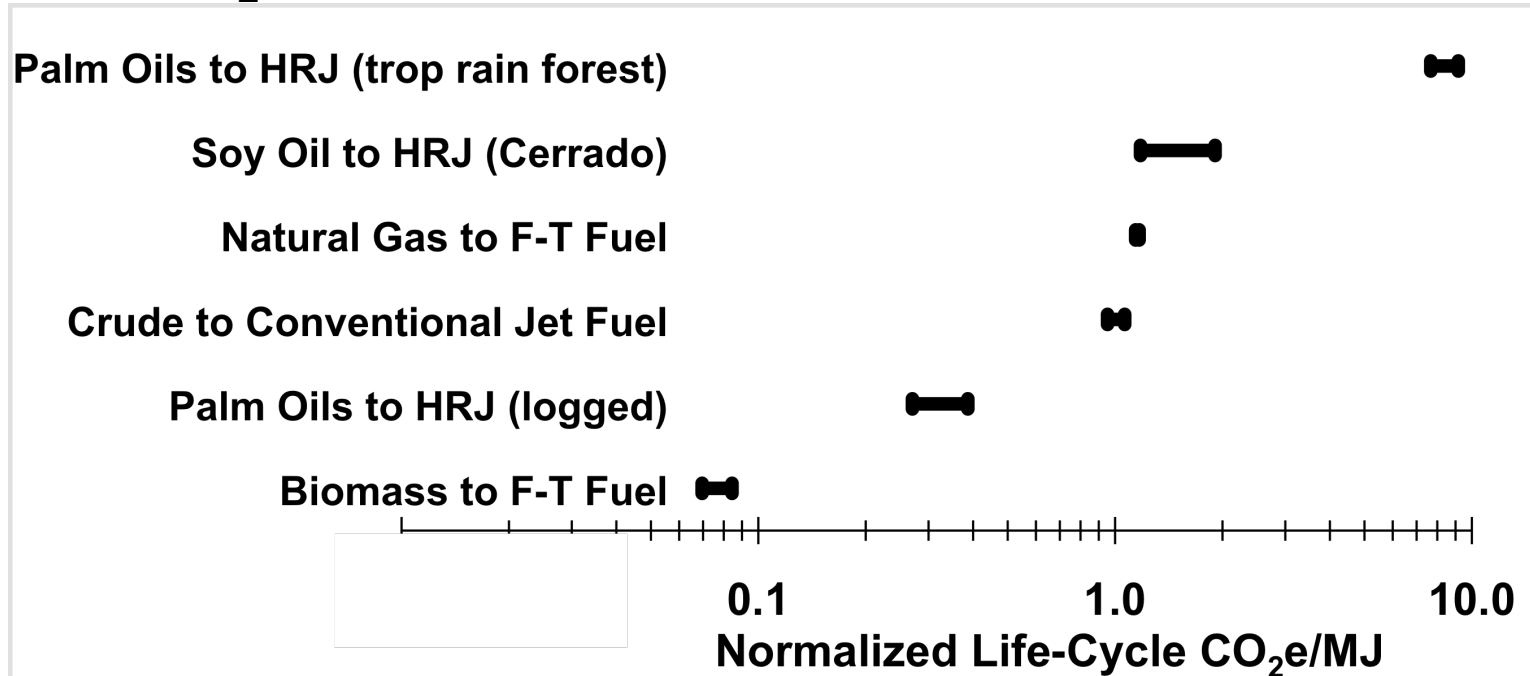 Palm Oils to HRJ (trop rain forest)
Soy Oil to HRJ (Cerrado)
Natural Gas to F-T Fuel
Crude to Conventional Jet Fuel
Palm Oils to HRJ (logged)
Biomass to F-T Fuel
0.1 1.0 10.0
Normalized Life-Cycle CO₂e/MJ